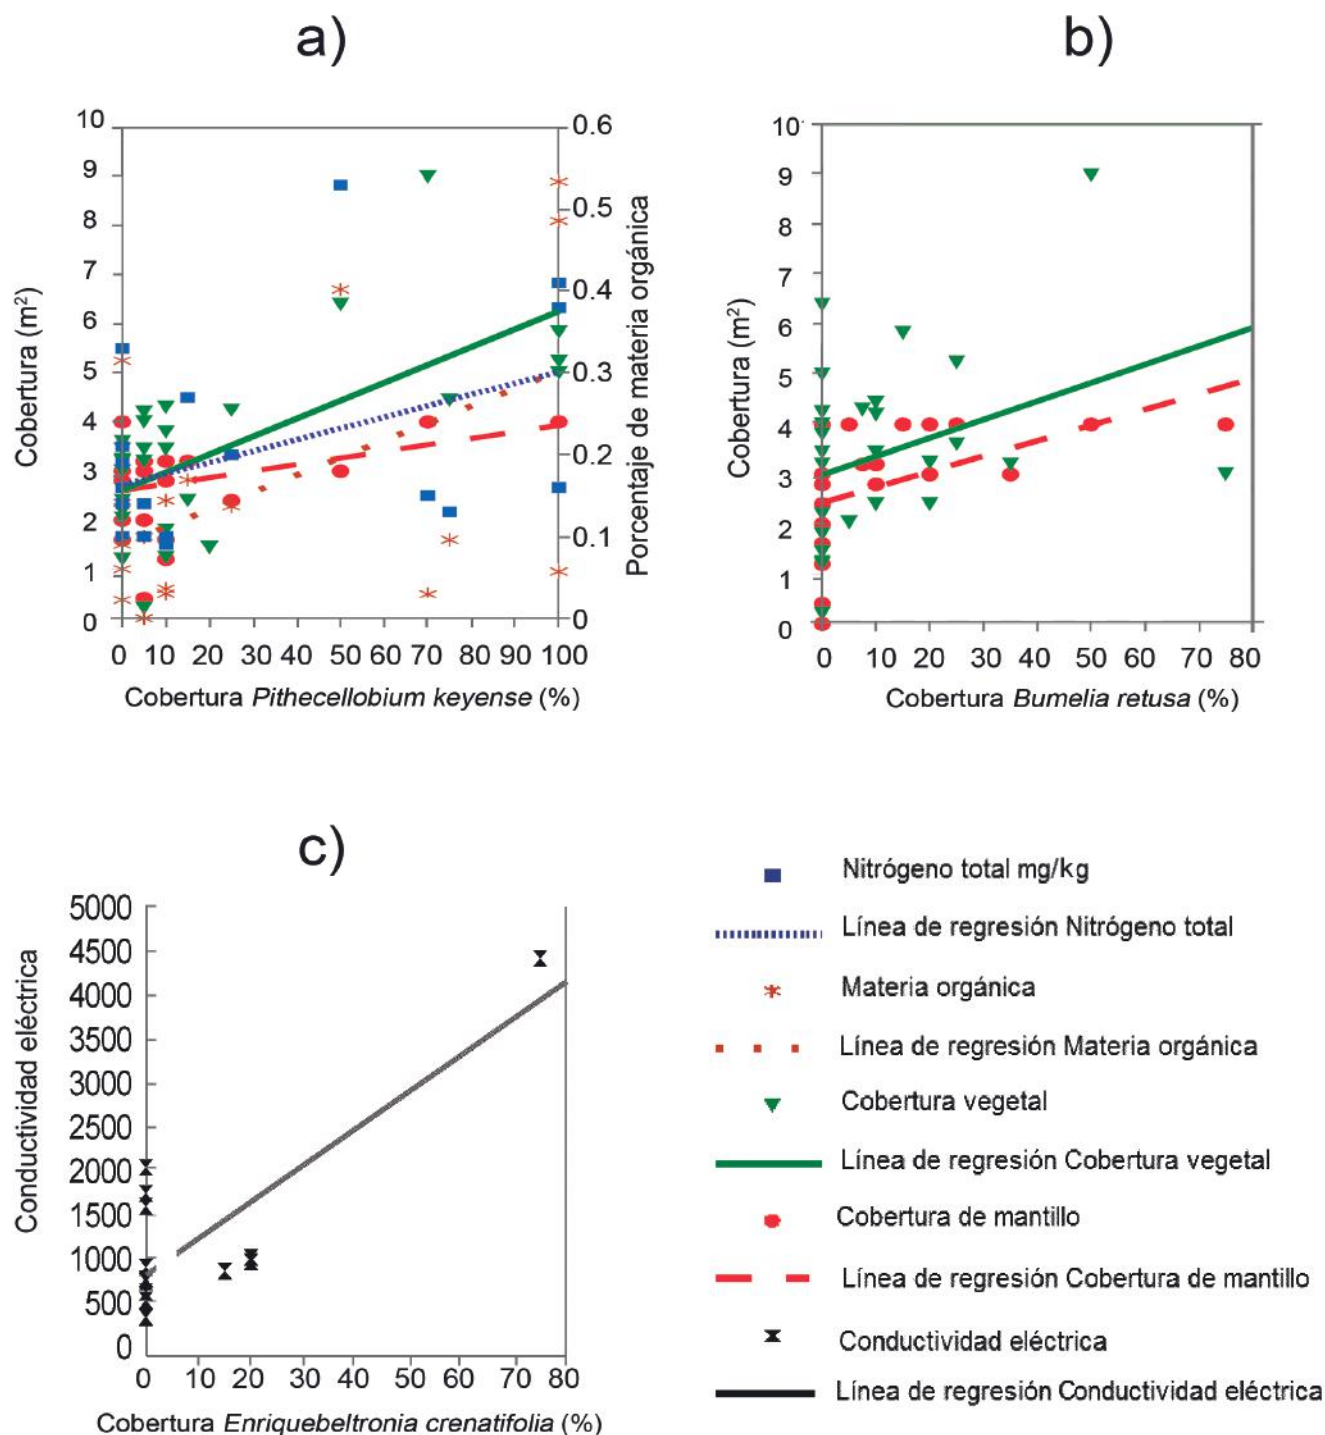 a)
10
9
8
7
6
5
4
3
2
1
0
Cobertura (m²)
0.6
0.5
0.4
0.3
0.2
0.1
0
Porcentaje de materia orgánica
0 10 20 30 40 50 60 70 80 90 100
Cobertura Pithecellobium keyense (%)
b)
10
9
8
7
6
5
4
3
2
1
0
Cobertura (m²)
0 10 20 30 40 50 60 70 80
Cobertura Bumelia retusa (%)
c)
5000
4500
4000
3500
3000
2500
2000
1500
1000
500
0
Conductividad eléctrica
0 10 20 30 40 50 60 70 80
Cobertura Enriquebeltronia crenatifolia (%)
Nitrógeno total mg/kg
Línea de regresión Nitrógeno total
Materia orgánica
Línea de regresión Materia orgánica
Cobertura vegetal
Línea de regresión Cobertura vegetal
Cobertura de mantillo
Línea de regresión Cobertura de mantillo
Conductividad eléctrica
Línea de regresión Conductividad eléctrica